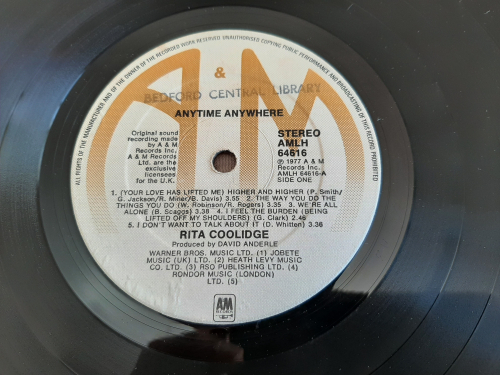 ALL RIGHTS OF THE MANUFACTURER AND OF THE OWNER OF THE RECORDED WORK RESERVED UNAUTHORISED COPYING PUBLIC PERFORMANCE AND BROADCASTING OF THIS RECORD PROHIBITED
A & M
BEDFORD CENTRAL LIBRARY
ANYTIME ANYWHERE
Original sound
recording made
by A & M
Records Inc.
A & M Records
Ltd. are the
exclusive
licensees
for the U.K.
STEREO
AMLH
64616
℗ 1977 A & M
Records Inc.
AMLH 64616-A
SIDE ONE
1. (YOUR LOVE HAS LIFTED ME) HIGHER AND HIGHER (P. Smith/
G. Jackson/R. Miner/B. Davis) 3.55 2. THE WAY YOU DO THE
THINGS YOU DO (W. Robinson/R. Rogers) 3.35 3. WE'RE ALL
ALONE (B. Scaggs) 3.38 4. I FEEL THE BURDEN (BEING
LIFTED OFF MY SHOULDERS) (G. Clark) 2.46
5. I DON'T WANT TO TALK ABOUT IT (D. Whitten) 3.36
RITA COOLIDGE
Produced by DAVID ANDERLE
WARNER BROS. MUSIC LTD. (1) JOBETE
MUSIC (UK) LTD. (2) HEATH LEVY MUSIC
CO. LTD. (3) RSO PUBLISHING LTD. (4)
RONDOR MUSIC (LONDON)
LTD. (5)
A&M